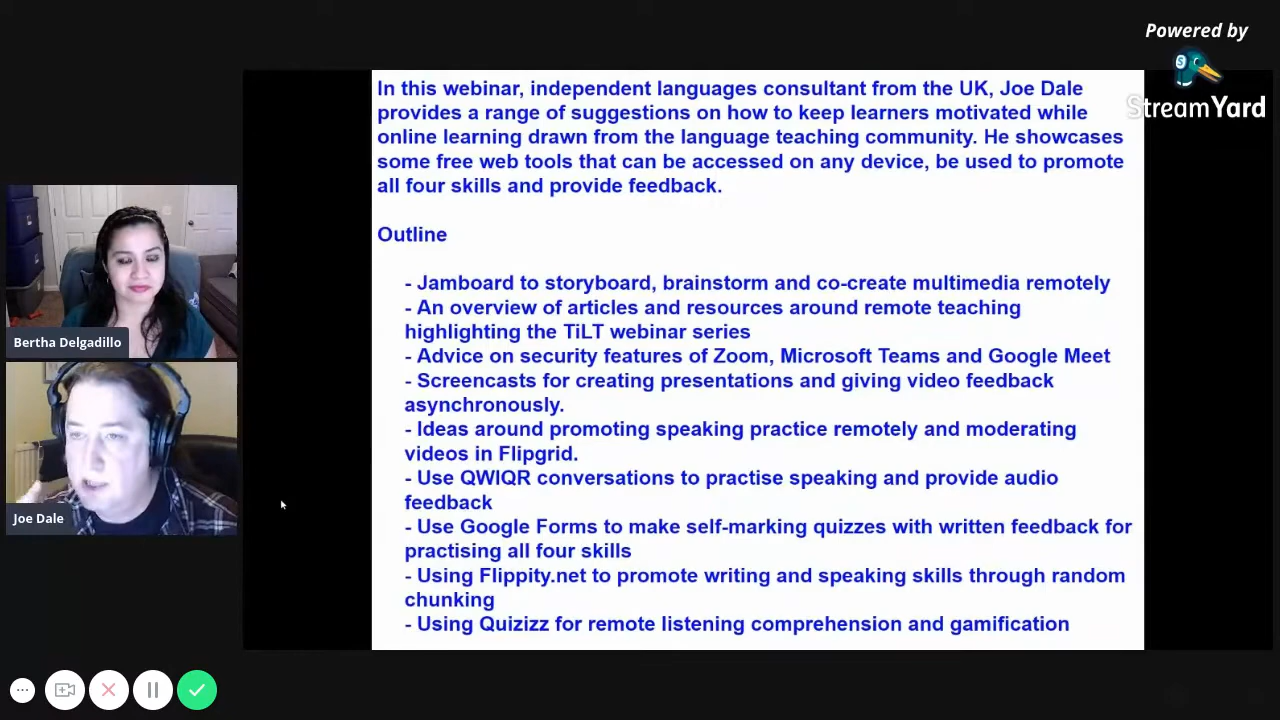 Powered by
StreamYard
In this webinar, independent languages consultant from the UK, Joe Dale
provides a range of suggestions on how to keep learners motivated while
online learning drawn from the language teaching community. He showcases
some free web tools that can be accessed on any device, be used to promote
all four skills and provide feedback.
Outline
- Jamboard to storyboard, brainstorm and co-create multimedia remotely
- An overview of articles and resources around remote teaching
highlighting the TiLT webinar series
- Advice on security features of Zoom, Microsoft Teams and Google Meet
- Screencasts for creating presentations and giving video feedback
asynchronously.
- Ideas around promoting speaking practice remotely and moderating
videos in Flipgrid.
- Use QWIQR conversations to practise speaking and provide audio
feedback
- Use Google Forms to make self-marking quizzes with written feedback for
practising all four skills
- Using Flippity.net to promote writing and speaking skills through random
chunking
- Using Quizizz for remote listening comprehension and gamification
Bertha Delgadillo
Joe Dale